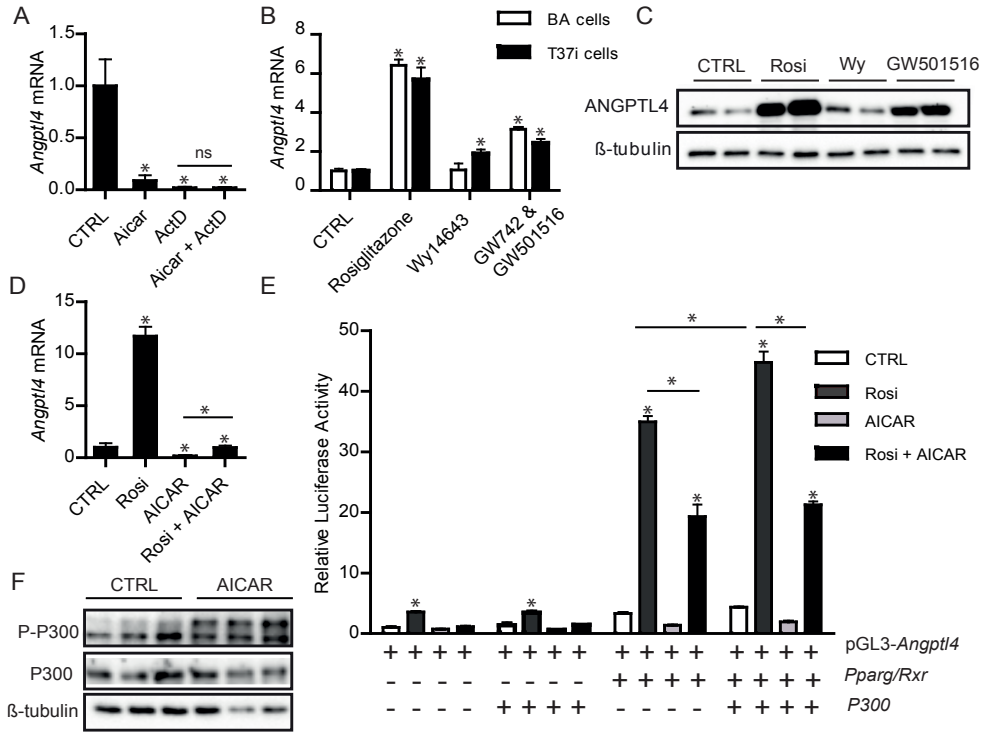 A
Angptl4 mRNA
1.5
1.0
0.5
0.0
ns
*
*
*
CTRL
Aicar
ActD
Aicar + ActD
B
BA cells
T37i cells
Angptl4 mRNA
8
6
4
2
0
* *
*
* *
CTRL
Rosiglitazone
Wy14643
GW742 &
GW501516
C
CTRL Rosi Wy GW501516
ANGPTL4
ß-tubulin
D
Angptl4 mRNA
15
10
5
0
*
*
* *
CTRL
Rosi
AICAR
Rosi + AICAR
E
Relative Luciferase Activity
50
40
30
20
10
0
CTRL
Rosi
AICAR
Rosi + AICAR
* *
*
*
* *
* *
* *
+ + + + + + + + + + + + + + + + pGL3-Angptl4
- - - - - - - - + + + + + + + + Pparg/Rxr
- - - - + + + + - - - - + + + + P300
F
CTRL AICAR
P-P300
P300
ß-tubulin